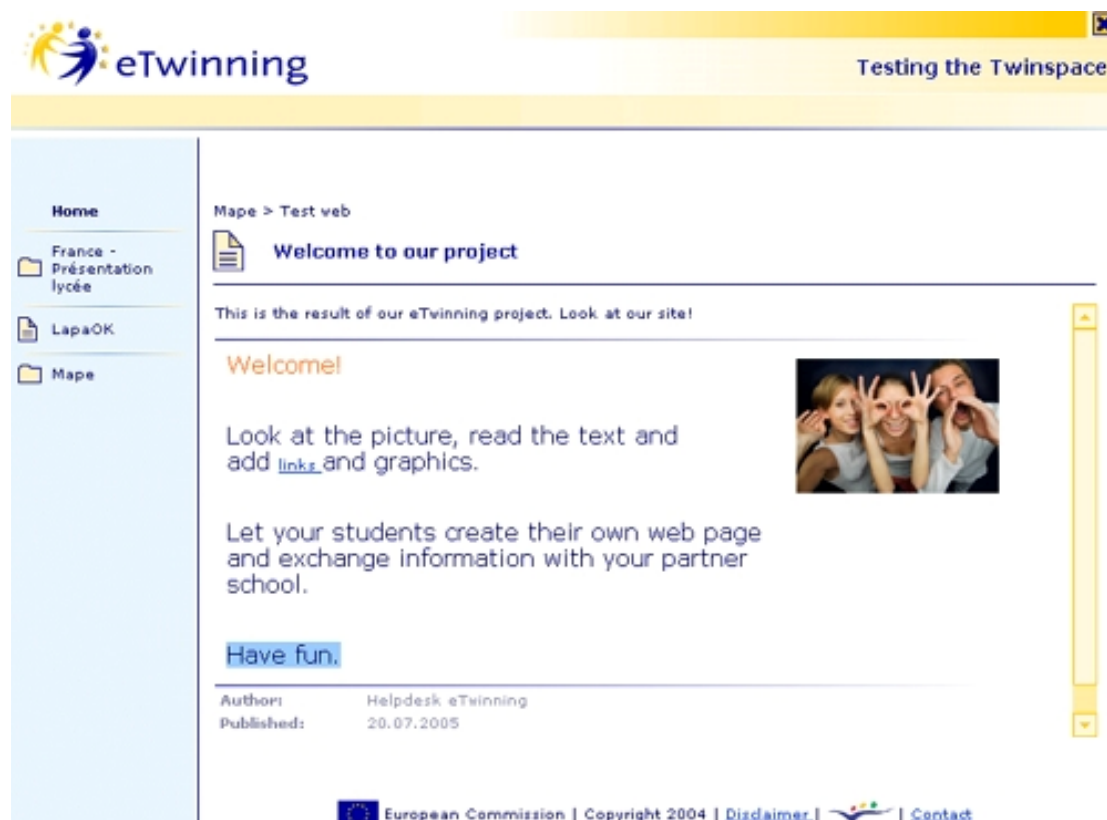 eTwinning
Testing the Twinspace
Home
France -
Présentation
lycée
LapaOK
Mape
Mape > Test web
Welcome to our project
This is the result of our eTwinning project. Look at our site!
Welcome!
Look at the picture, read the text and
add links and graphics.
Let your students create their own web page
and exchange information with your partner
school.
Have fun.
Author: Helpdesk eTwinning
Published: 20.07.2005
European Commission | Copyright 2004 | Disclaimer | | Contact